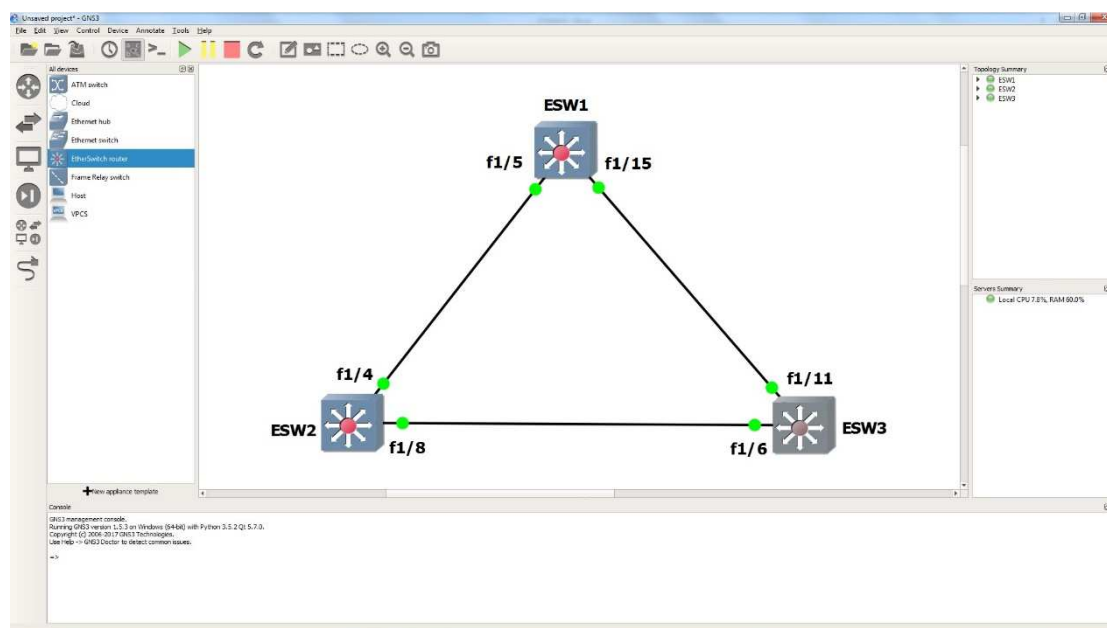 Unsaved project* - GNS3
File Edit View Control Device Annotate Tools Help
All devices
ATM switch
Cloud
Ethernet hub
Ethernet switch
EtherSwitch router
Frame Relay switch
Host
VPCS
New appliance template
ESW1
f1/5
f1/15
f1/4
f1/11
ESW2
ESW3
f1/8
f1/6
Topology Summary
ESW1
ESW2
ESW3
Servers Summary
Local CPU 7.8%, RAM 60.0%
Console
GNS3 management console.
Running GNS3 version 1.5.3 on Windows (64-bit) with Python 3.5.2 Qt 5.7.0.
Copyright (c) 2006-2017 GNS3 Technologies.
Use Help -> GNS3 Doctor to detect common issues.
=>